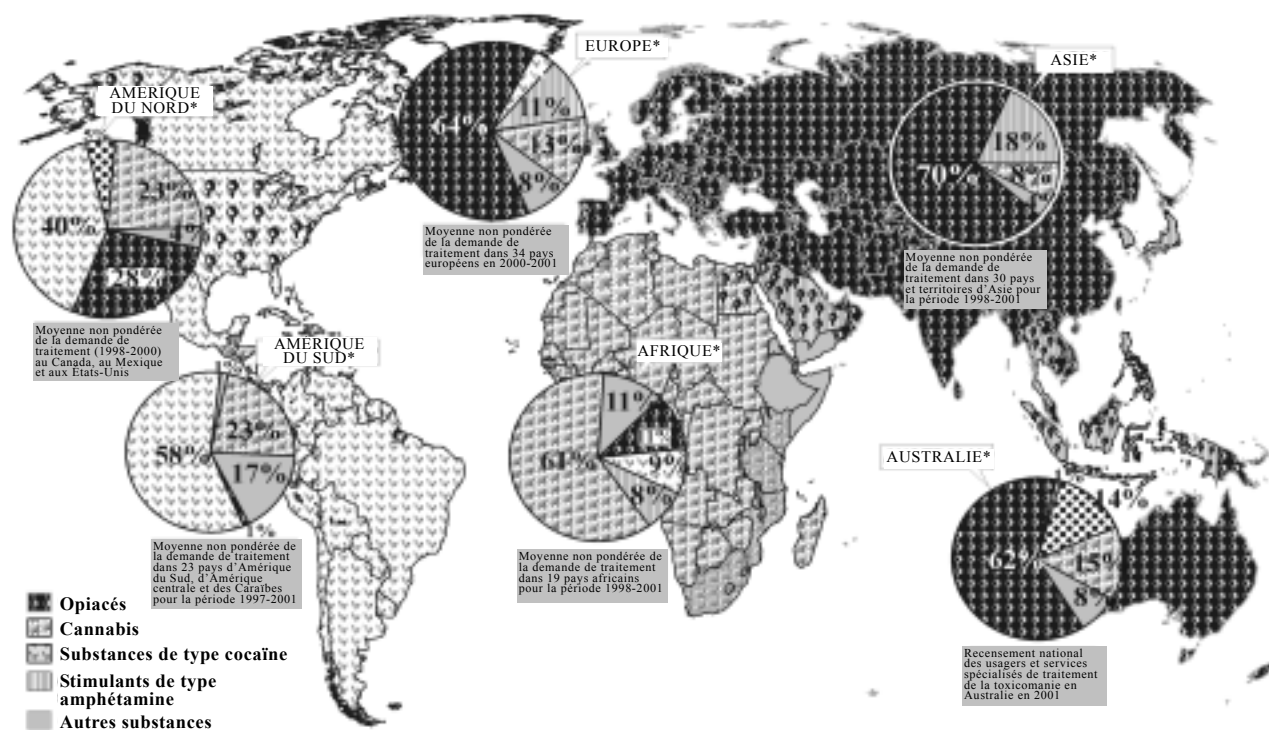 AMÉRIQUE
DU NORD*
23%
40%
4%
28%
Moyenne non pondérée
de la demande de
traitement (1998-2000)
au Canada, au Mexique
et aux États-Unis
EUROPE*
64%
11%
13%
8%
Moyenne non pondérée
de la demande de
traitement dans 34 pays
européens en 2000-2001
ASIE*
18%
70%
8%
Moyenne non pondérée
de la demande de
traitement dans 30 pays
et territoires d'Asie pour
la période 1998-2001
AMÉRIQUE
DU SUD*
23%
58%
17%
1%
Moyenne non pondérée de
la demande de traitement
dans 23 pays d'Amérique
du Sud, d'Amérique
centrale et des Caraïbes
pour la période 1997-2001
AFRIQUE*
11%
61%
9%
8%
Moyenne non pondérée de
la demande de traitement
dans 19 pays africains
pour la période 1998-2001
AUSTRALIE*
14%
62%
15%
8%
Recensement national
des usagers et services
spécialisés de traitement
de la toxicomanie en
Australie en 2001
Opiacés
Cannabis
Substances de type cocaïne
Stimulants de type
amphétamine
Autres substances